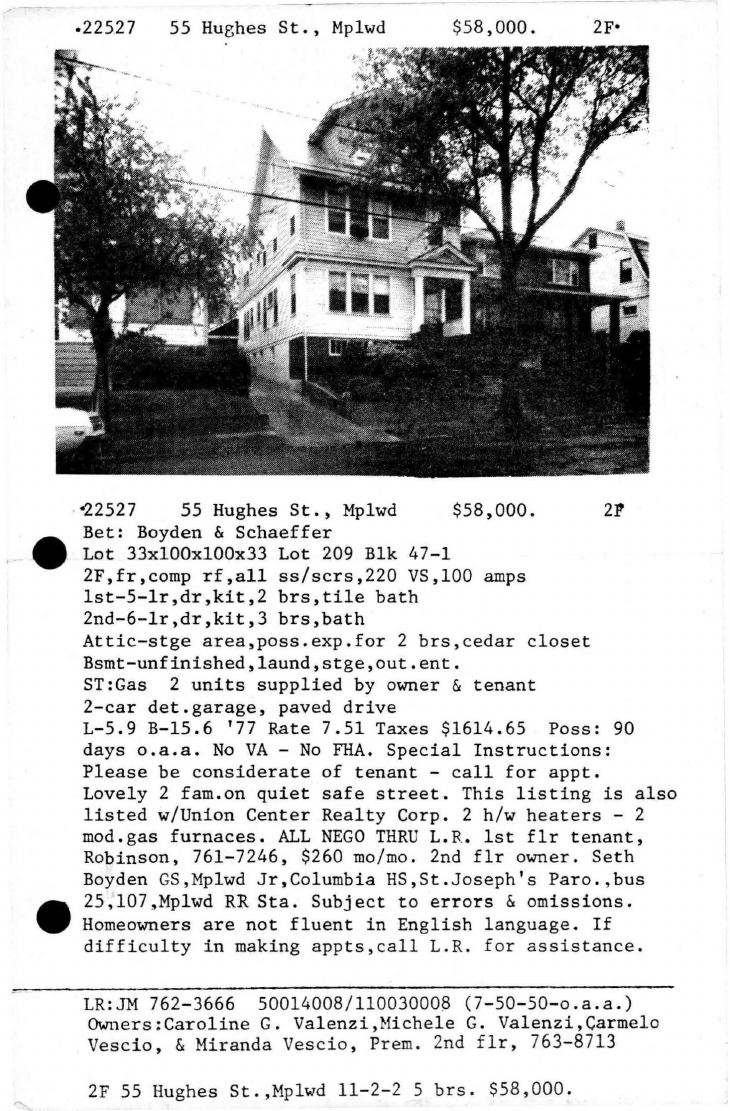 22527 55 Hughes St., Mplwd $58,000. 2F
22527 55 Hughes St., Mplwd $58,000. 2F
Bet: Boyden & Schaeffer
Lot 33x100x100x33 Lot 209 Blk 47-1
2F,fr,comp rf,all ss/scrs,220 VS,100 amps
1st-5-lr,dr,kit,2 brs,tile bath
2nd-6-lr,dr,kit,3 brs,bath
Attic-stge area,poss.exp.for 2 brs,cedar closet
Bsmt-unfinished,laund,stge,out.ent.
ST:Gas 2 units supplied by owner & tenant
2-car det.garage, paved drive
L-5.9 B-15.6 '77 Rate 7.51 Taxes $1614.65 Poss: 90
days o.a.a. No VA - No FHA. Special Instructions:
Please be considerate of tenant - call for appt.
Lovely 2 fam.on quiet safe street. This listing is also
listed w/Union Center Realty Corp. 2 h/w heaters - 2
mod.gas furnaces. ALL NEGO THRU L.R. 1st flr tenant,
Robinson, 761-7246, $260 mo/mo. 2nd flr owner. Seth
Boyden GS,Mplwd Jr,Columbia HS,St.Joseph's Paro.,bus
25,107,Mplwd RR Sta. Subject to errors & omissions.
Homeowners are not fluent in English language. If
difficulty in making appts,call L.R. for assistance.
LR:JM 762-3666 50014008/110030008 (7-50-50-o.a.a.)
Owners:Caroline G. Valenzi,Michele G. Valenzi,Carmelo
Vescio, & Miranda Vescio, Prem. 2nd flr, 763-8713
2F 55 Hughes St.,Mplwd 11-2-2 5 brs. $58,000.